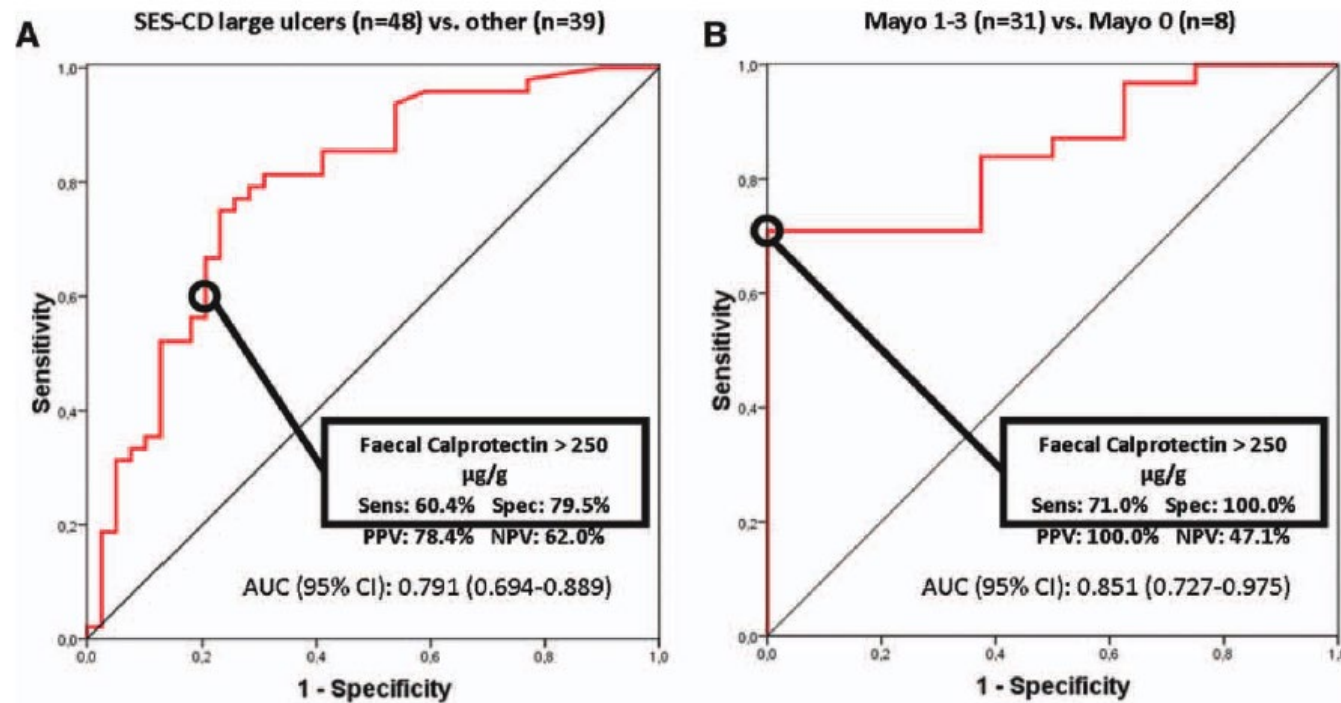 A
SES-CD large ulcers (n=48) vs. other (n=39)
1,0
0,8
0,6
0,4
0,2
0,0
Sensitivity
Faecal Calprotectin > 250
µg/g
Sens: 60.4% Spec: 79.5%
PPV: 78.4% NPV: 62.0%
AUC (95% CI): 0.791 (0.694-0.889)
0,0 0,2 0,4 0,6 0,8 1,0
1 - Specificity
B
Mayo 1-3 (n=31) vs. Mayo 0 (n=8)
1,0
0,8
0,6
0,4
0,2
0,0
Sensitivity
Faecal Calprotectin > 250
µg/g
Sens: 71.0% Spec: 100.0%
PPV: 100.0% NPV: 47.1%
AUC (95% CI): 0.851 (0.727-0.975)
0,0 0,2 0,4 0,6 0,8 1,0
1 - Specificity